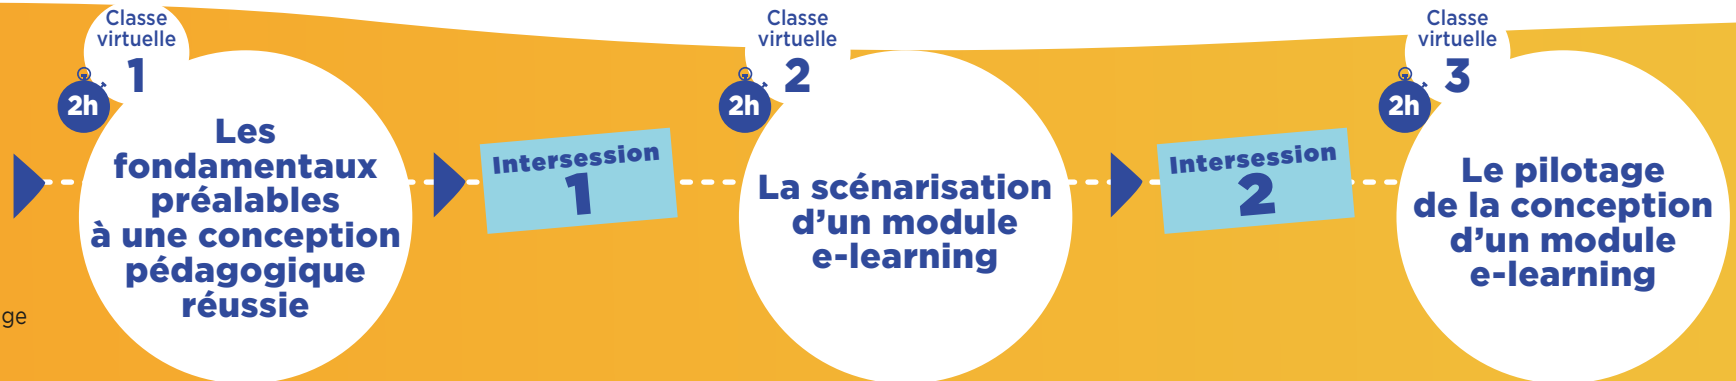 Classe
virtuelle
1
2h
Les
fondamentaux
préalables
à une conception
pédagogique
réussie
ge
Intersession
1
Classe
virtuelle
2
2h
La scénarisation
d’un module
e-learning
Intersession
2
Classe
virtuelle
3
2h
Le pilotage
de la conception
d’un module
e-learning